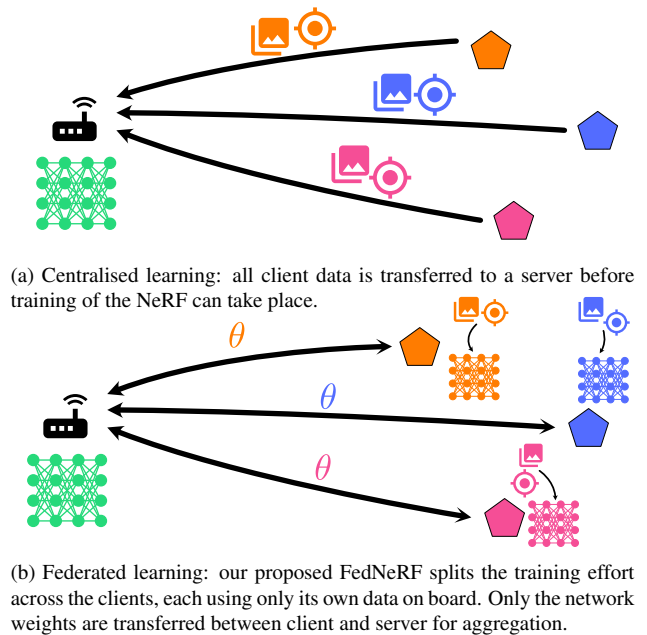 (a) Centralised learning: all client data is transferred to a server before
training of the NeRF can take place.
θ
θ
θ
(b) Federated learning: our proposed FedNeRF splits the training effort
across the clients, each using only its own data on board. Only the network
weights are transferred between client and server for aggregation.